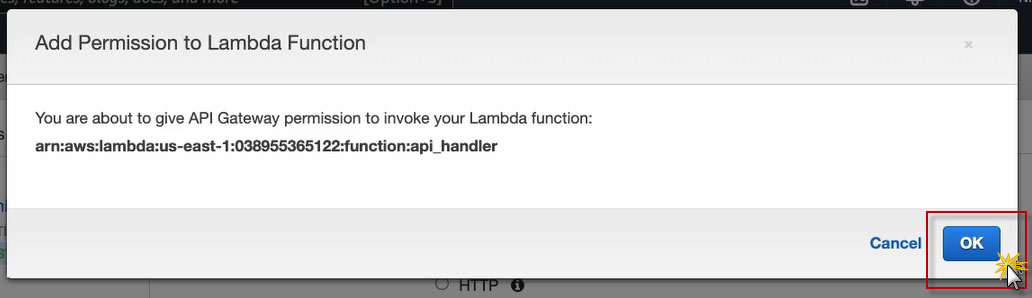 es, features, blogs, docs, and more [Option+S]
Add Permission to Lambda Function
×
You are about to give API Gateway permission to invoke your Lambda function:
arn:aws:lambda:us-east-1:038955365122:function:api_handler
Cancel OK
HTTP